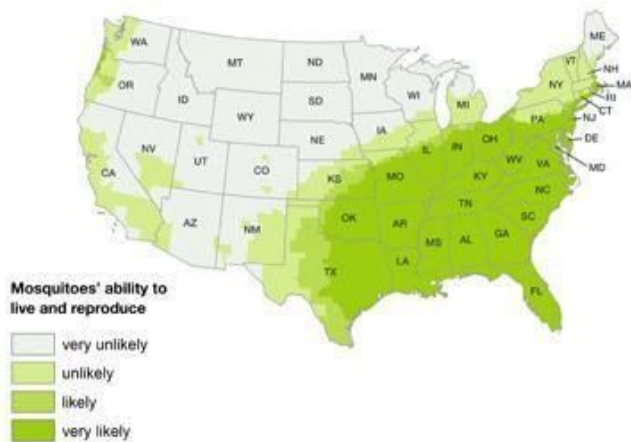 WA
MT
ND
MN
ME
VT
NH
MA
RI
CT
NY
OR
ID
SD
WI
MI
WY
IA
PA
NJ
NE
DE
NV
UT
CO
IL
IN
OH
MD
WV
VA
CA
KS
MO
KY
NC
TN
AZ
NM
OK
AR
SC
MS
AL
GA
TX
LA
FL
Mosquitoes' ability to
live and reproduce
very unlikely
unlikely
likely
very likely